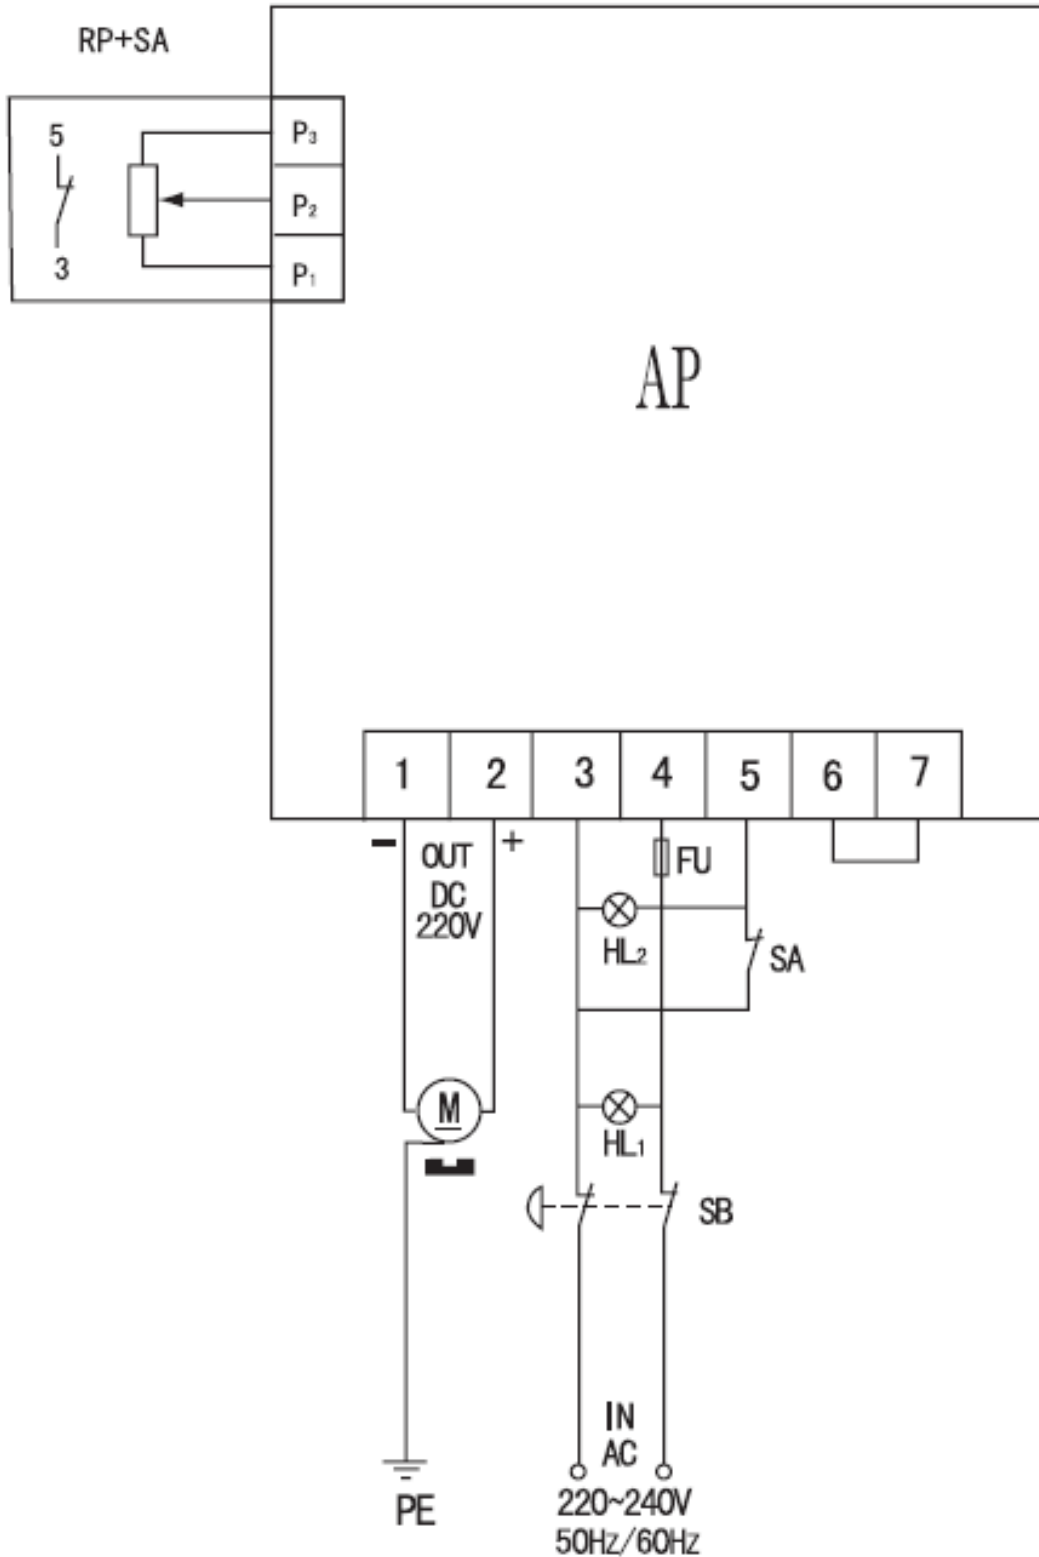 RP+SA
5
3
P₃
P₂
P₁
AP
1 2 3 4 5 6 7
- +
OUT
DC
220V
FU
HL₂
SA
M
HL₁
SB
IN
AC
PE
220~240V
50Hz/60Hz